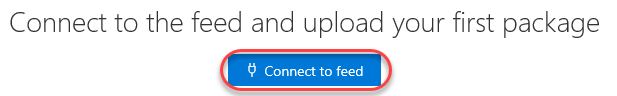 Connect to the feed and upload your first package
Connect to feed